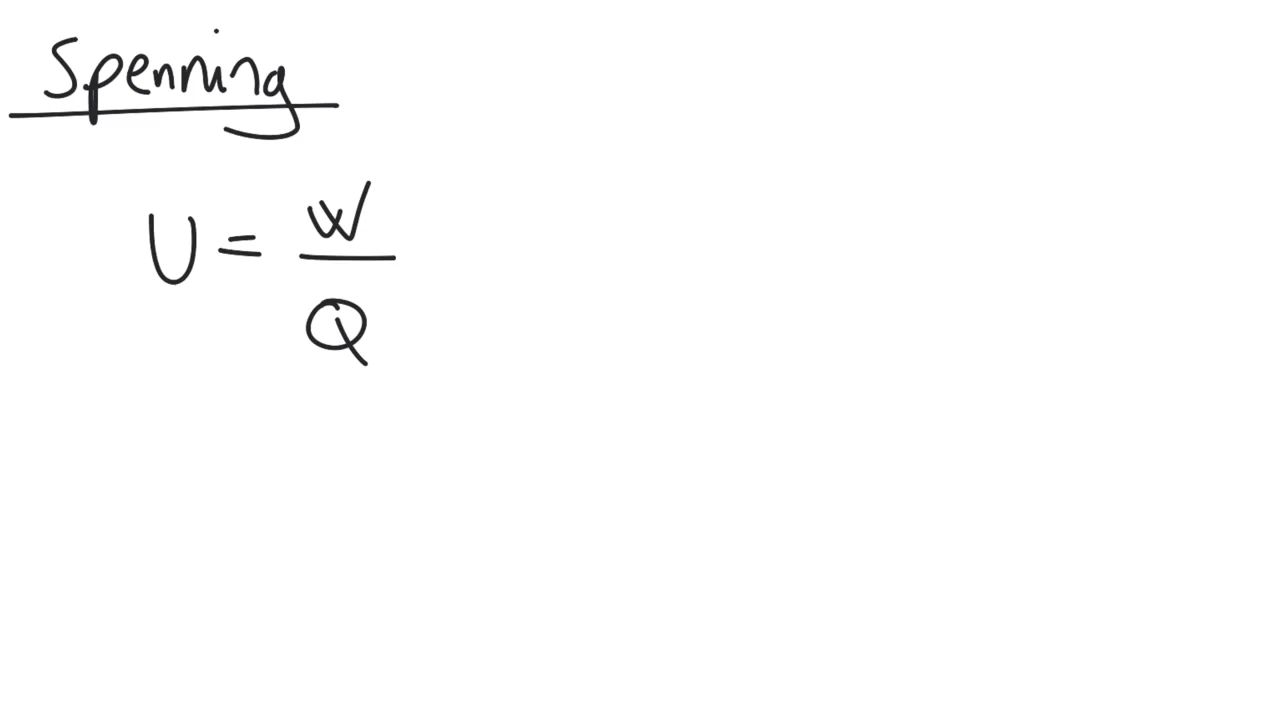 Spenning
U = W
Q